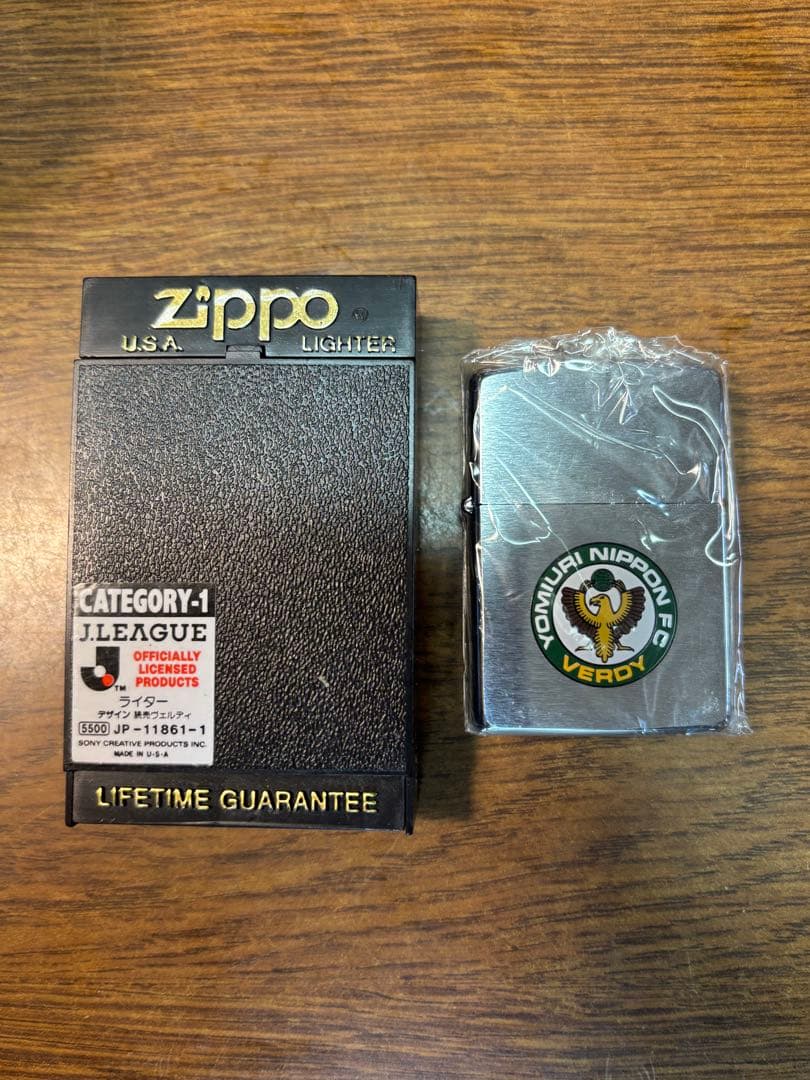 zippo ®
U.S.A. LIGHTER
CATEGORY-1
J.LEAGUE
OFFICIALLY
LICENSED
PRODUCTS
TM
ライター
デザイン 読売ヴェルディ
5500 JP-11861-1
SONY CREATIVE PRODUCTS INC.
MADE IN U•S•A
LIFETIME GUARANTEE
YOMIURI NIPPON FC
VERDY